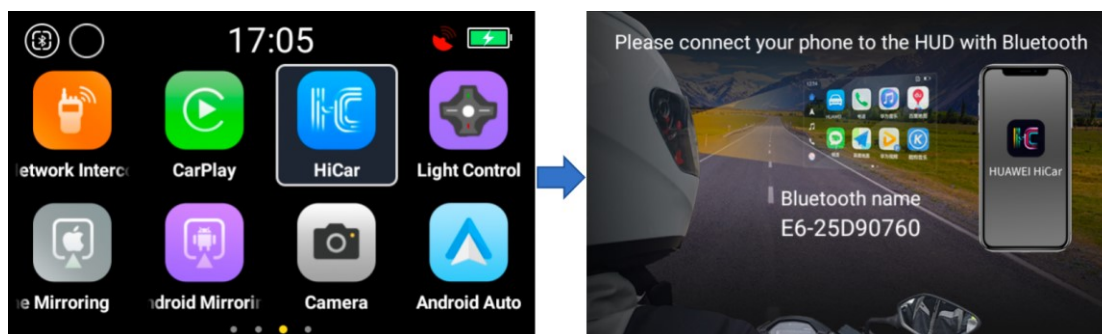 17:05
etwork Interc
CarPlay
HiCar
Light Control
e Mirroring
ndroid Mirrori
Camera
Android Auto
Please connect your phone to the HUD with Bluetooth
HUAWEI HiCar
Bluetooth name
E6-25D90760